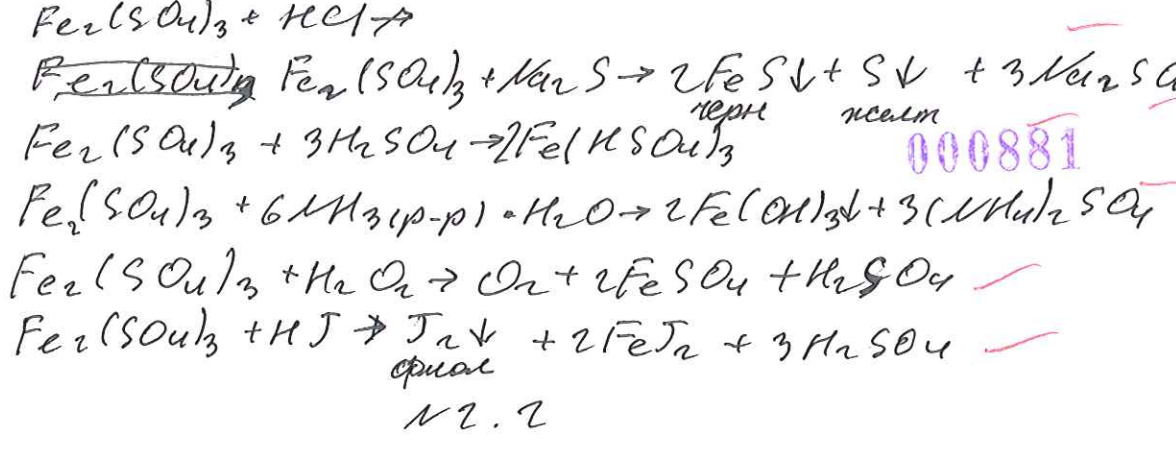 Fe₂(SO₄)₃ + HCl ↛
Fe₂(SO₄)₃ Fe₂(SO₄)₃ + Na₂S → 2FeS↓ + S↓ + 3Na₂SO
черн желт
Fe₂(SO₄)₃ + 3H₂SO₄ → 2Fe(HSO₄)₃
000881
Fe₂(SO₄)₃ + 6NH₃(р-р) · H₂O → 2Fe(OH)₃↓ + 3(NH₄)₂SO₄
Fe₂(SO₄)₃ + H₂O₂ → O₂ + 2FeSO₄ + H₂SO₄
Fe₂(SO₄)₃ + HJ → J₂↓ + 2FeJ₂ + 3H₂SO₄
фиол
N 2.2